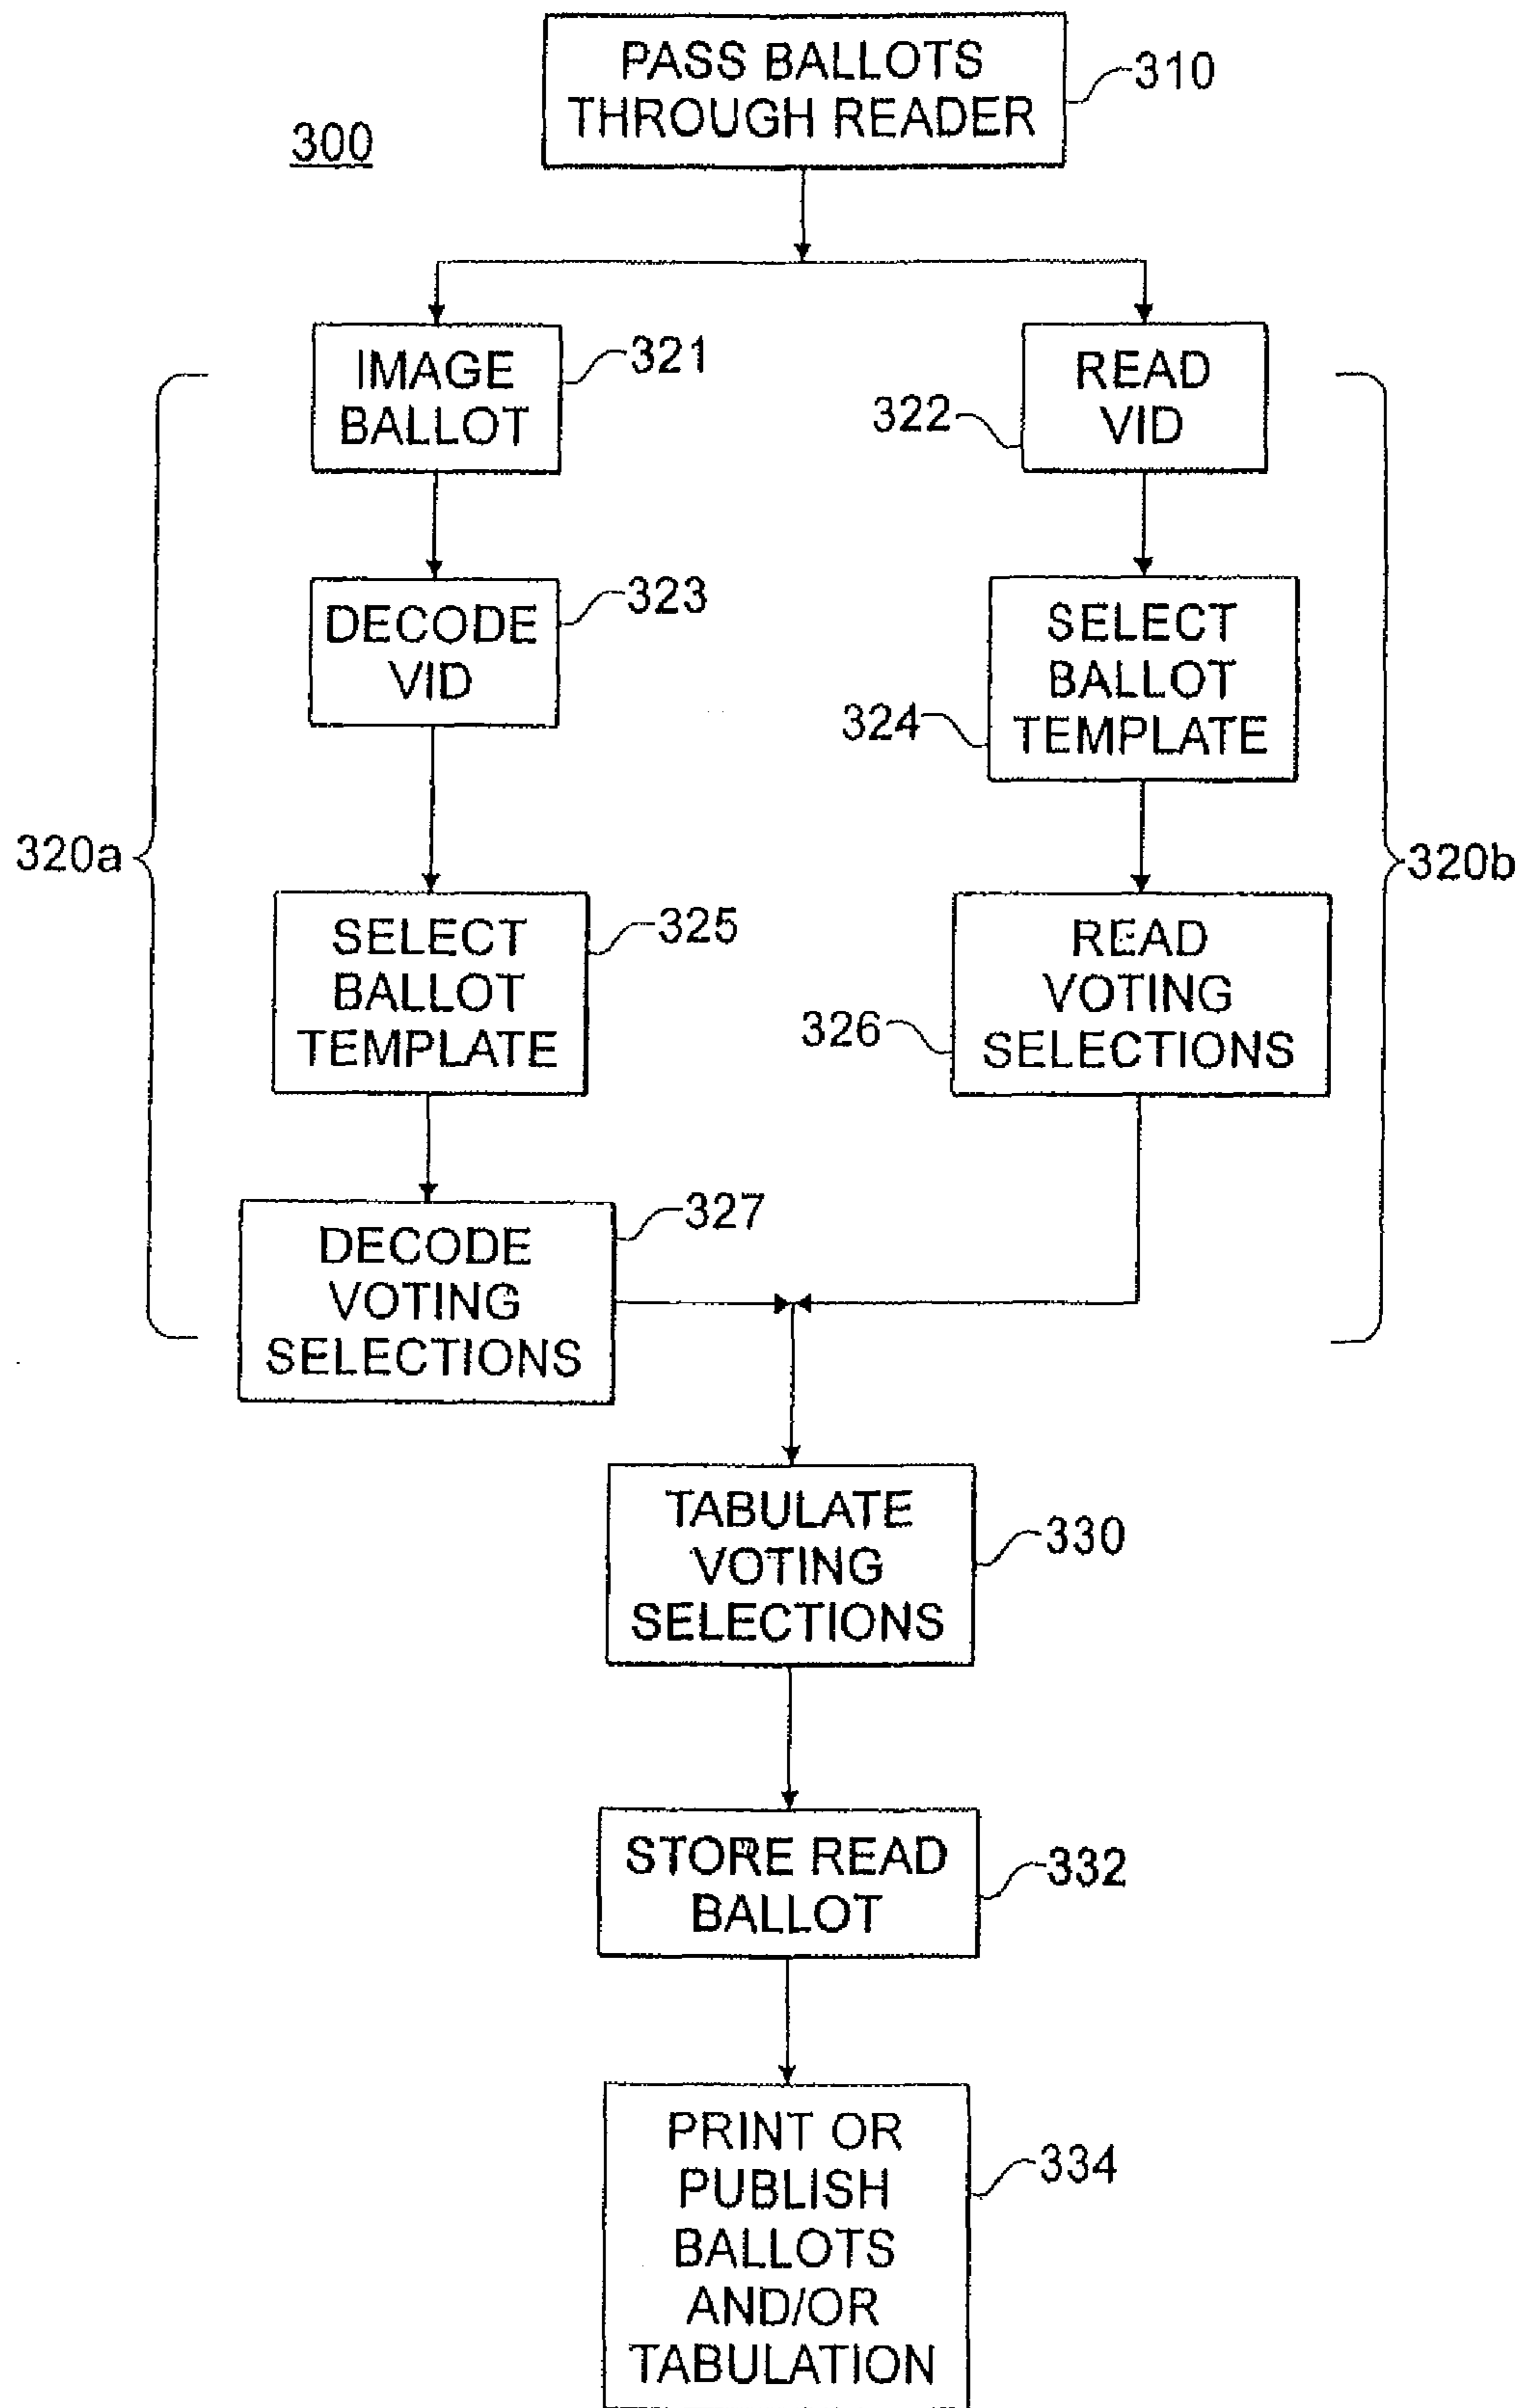 PASS BALLOTS
THROUGH READER
310
300
IMAGE
BALLOT
321
READ
VID
322
DECODE
VID
323
SELECT
BALLOT
TEMPLATE
324
320a
320b
SELECT
BALLOT
TEMPLATE
325
READ
VOTING
SELECTIONS
326
DECODE
VOTING
SELECTIONS
327
TABULATE
VOTING
SELECTIONS
330
STORE READ
BALLOT
332
PRINT OR
PUBLISH
BALLOTS
AND/OR
TABULATION
334